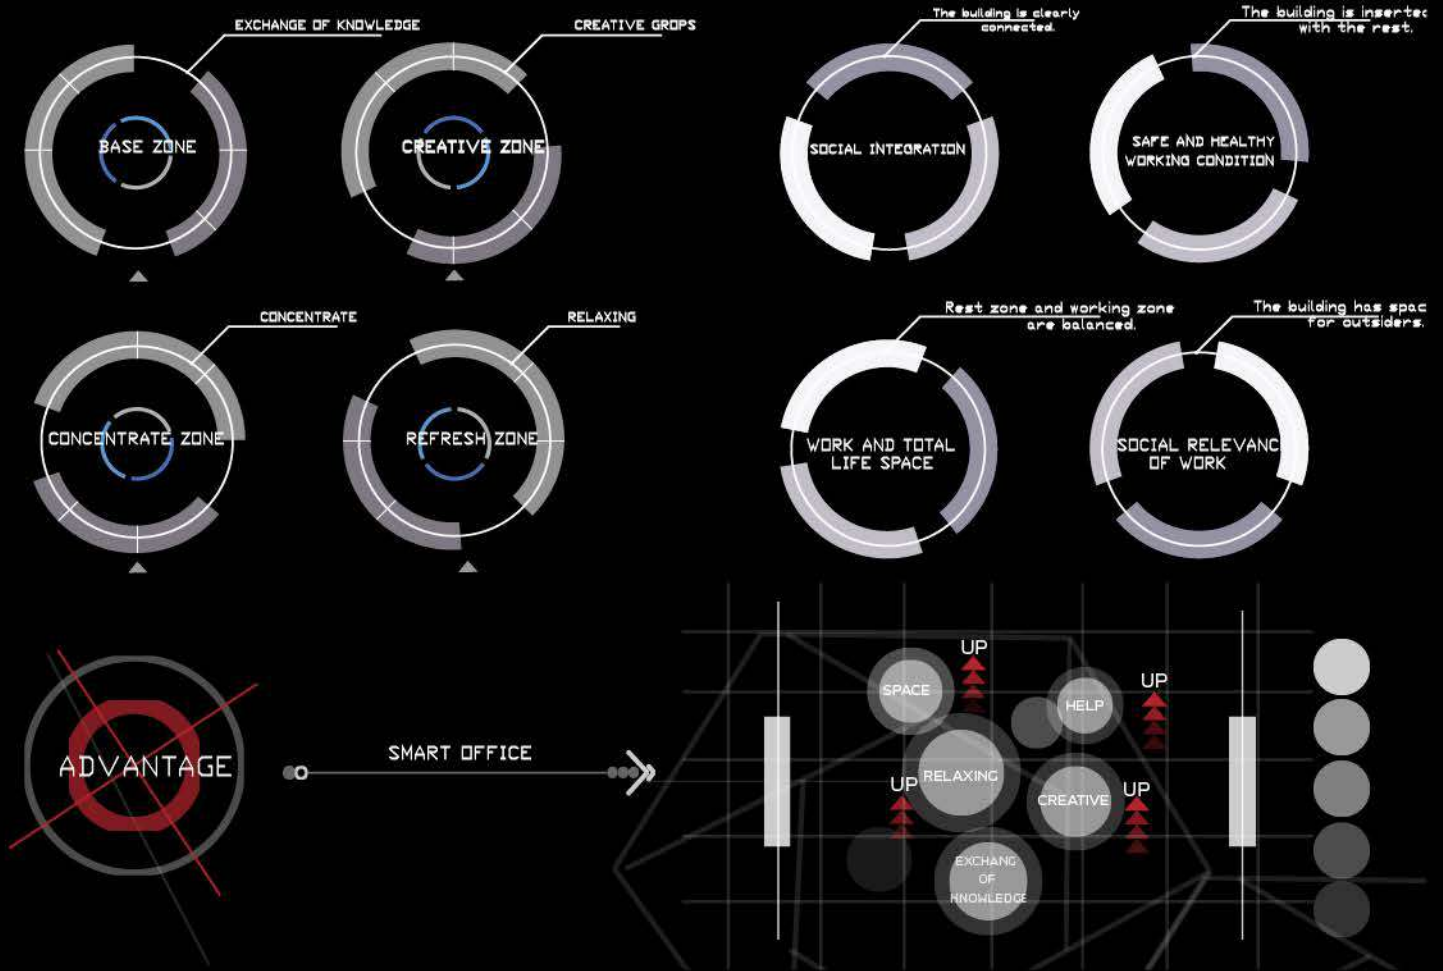 EXCHANGE OF KNOWLEDGE
CREATIVE GROPS
The building is clearly
connected.
The building is inserted
with the rest.
BASE ZONE
CREATIVE ZONE
SOCIAL INTEGRATION
SAFE AND HEALTHY
WORKING CONDITION
CONCENTRATE
RELAXING
Rest zone and working zone
are balanced.
The building has spac
for outsiders.
CONCENTRATE ZONE
REFRESH ZONE
WORK AND TOTAL
LIFE SPACE
SOCIAL RELEVANC
OF WORK
ADVANTAGE
SMART OFFICE
UP
SPACE
UP
HELP
RELAXING
UP
CREATIVE
UP
EXCHANG
OF
KNOWLEDGE